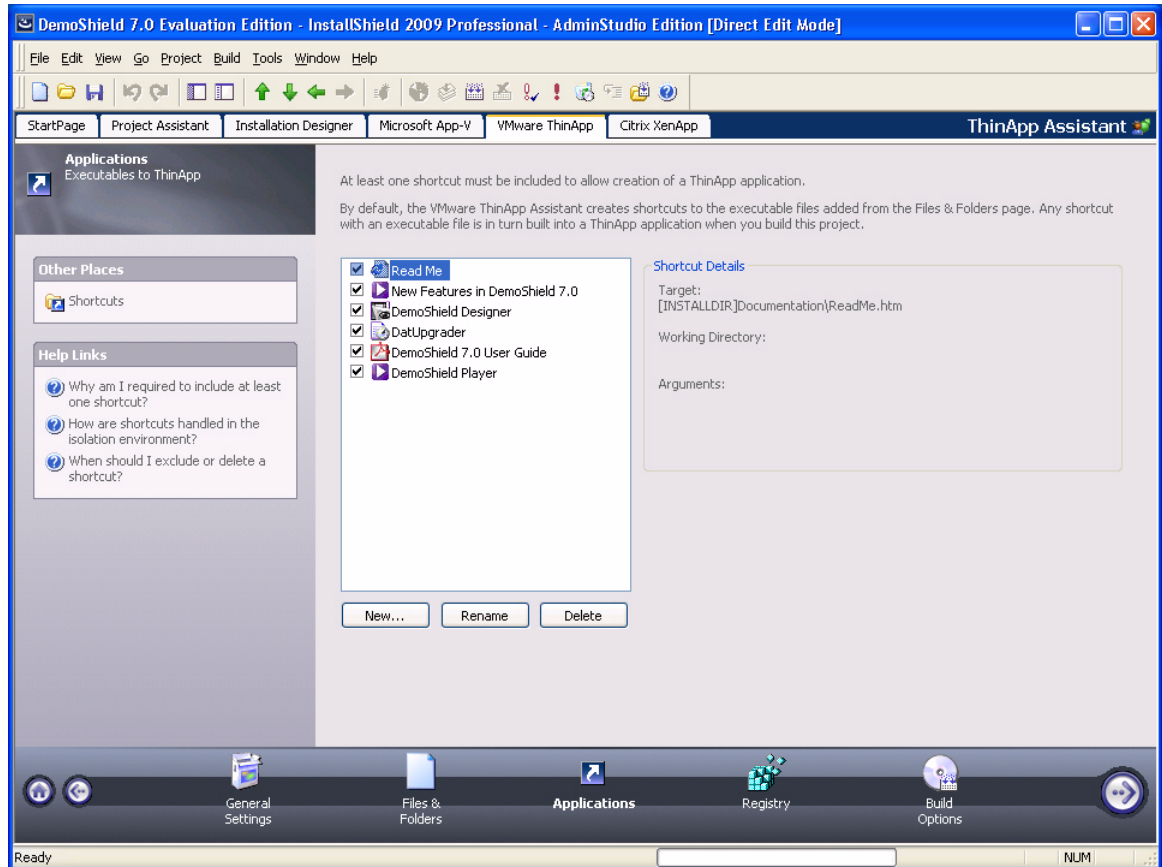 DemoShield 7.0 Evaluation Edition - InstallShield 2009 Professional - AdminStudio Edition [Direct Edit Mode]
File Edit View Go Project Build Tools Window Help
StartPage Project Assistant Installation Designer Microsoft App-V VMware ThinApp Citrix XenApp ThinApp Assistant
Applications
Executables to ThinApp
Other Places
Shortcuts
Help Links
Why am I required to include at least
one shortcut?
How are shortcuts handled in the
isolation environment?
When should I exclude or delete a
shortcut?
At least one shortcut must be included to allow creation of a ThinApp application.
By default, the VMware ThinApp Assistant creates shortcuts to the executable files added from the Files & Folders page. Any shortcut
with an executable file is in turn built into a ThinApp application when you build this project.
Read Me
New Features in DemoShield 7.0
DemoShield Designer
DatUpgrader
DemoShield 7.0 User Guide
DemoShield Player
Shortcut Details
Target:
[INSTALLDIR]Documentation\ReadMe.htm
Working Directory:
Arguments:
New... Rename Delete
General
Settings
Files &
Folders
Applications
Registry
Build
Options
Ready NUM